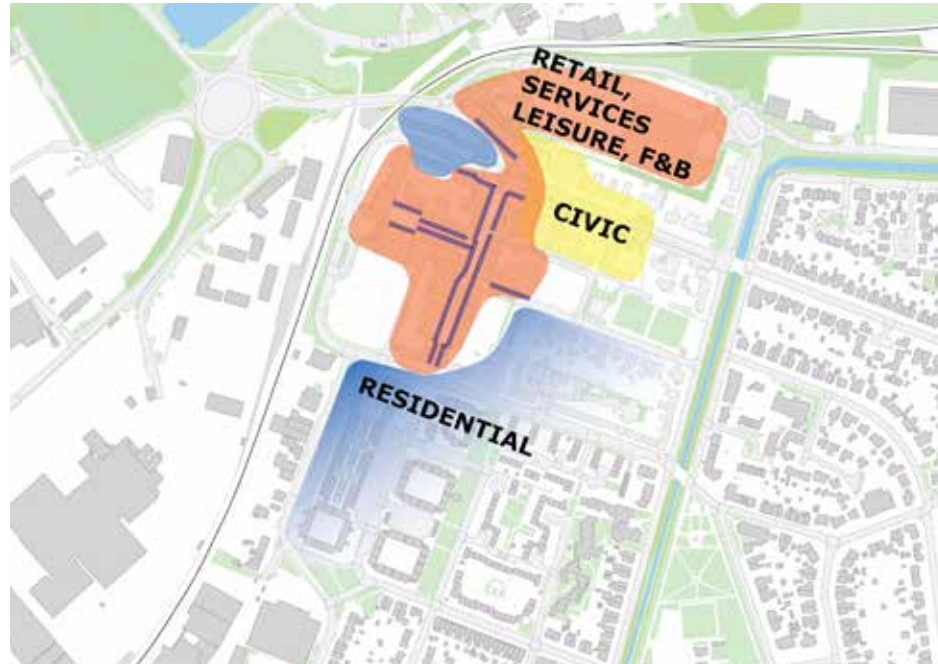 RETAIL,
SERVICES
LEISURE, F&B
CIVIC
RESIDENTIAL